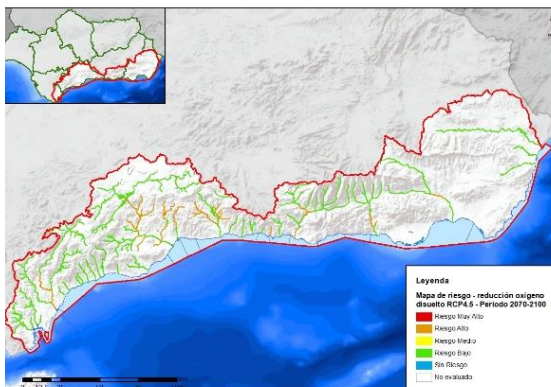 Leyenda
Mapa de riesgo - reducción oxígeno
disuelto RCP4.5 - Periodo 2070-2100
Riesgo Muy Alto
Riesgo Alto
Riesgo Medio
Riesgo Bajo
Sin Riesgo
No evaluado